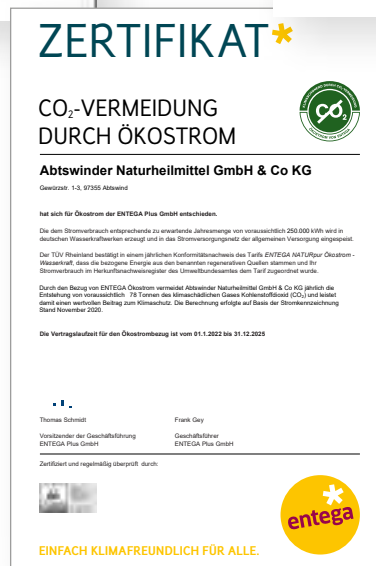 ZERTIFIKAT*
CO₂-VERMEIDUNG
DURCH ÖKOSTROM
Abtswinder Naturheilmittel GmbH & Co KG
Gewürzstr. 1-3, 97355 Abtswind
hat sich für Ökostrom der ENTEGA Plus GmbH entschieden.
Die dem Stromverbrauch entsprechende zu erwartende Jahresmenge von voraussichtlich 250.000 kWh wird in
deutschen Wasserkraftwerken erzeugt und in das Stromversorgungsnetz der allgemeinen Versorgung eingespeist.
Der TÜV Rheinland bestätigt in einem jährlichen Konformitätsnachweis des Tarifs ENTEGA NATURpur Ökostrom -
Wasserkraft, dass die bezogene Energie aus den benannten regenerativen Quellen stammen und Ihr
Stromverbrauch im Herkunftsnachweisregister des Umweltbundesamtes dem Tarif zugeordnet wurde.
Durch den Bezug von ENTEGA Ökostrom vermeidet Abtswinder Naturheilmittel GmbH & Co KG jährlich die
Entstehung von voraussichtlich 78 Tonnen des klimaschädlichen Gases Kohlenstoffdioxid (CO₂) und leistet
damit einen wertvollen Beitrag zum Klimaschutz. Die Berechnung erfolgte auf Basis der Stromkennzeichnung
Stand November 2020.
Die Vertragslaufzeit für den Ökostrombezug ist vom 01.1.2022 bis 31.12.2025
Thomas Schmidt Frank Gey
Vorsitzender der Geschäftsführung Geschäftsführer
ENTEGA Plus GmbH ENTEGA Plus GmbH
Zertifiziert und regelmäßig überprüft durch:
entega
EINFACH KLIMAFREUNDLICH FÜR ALLE.